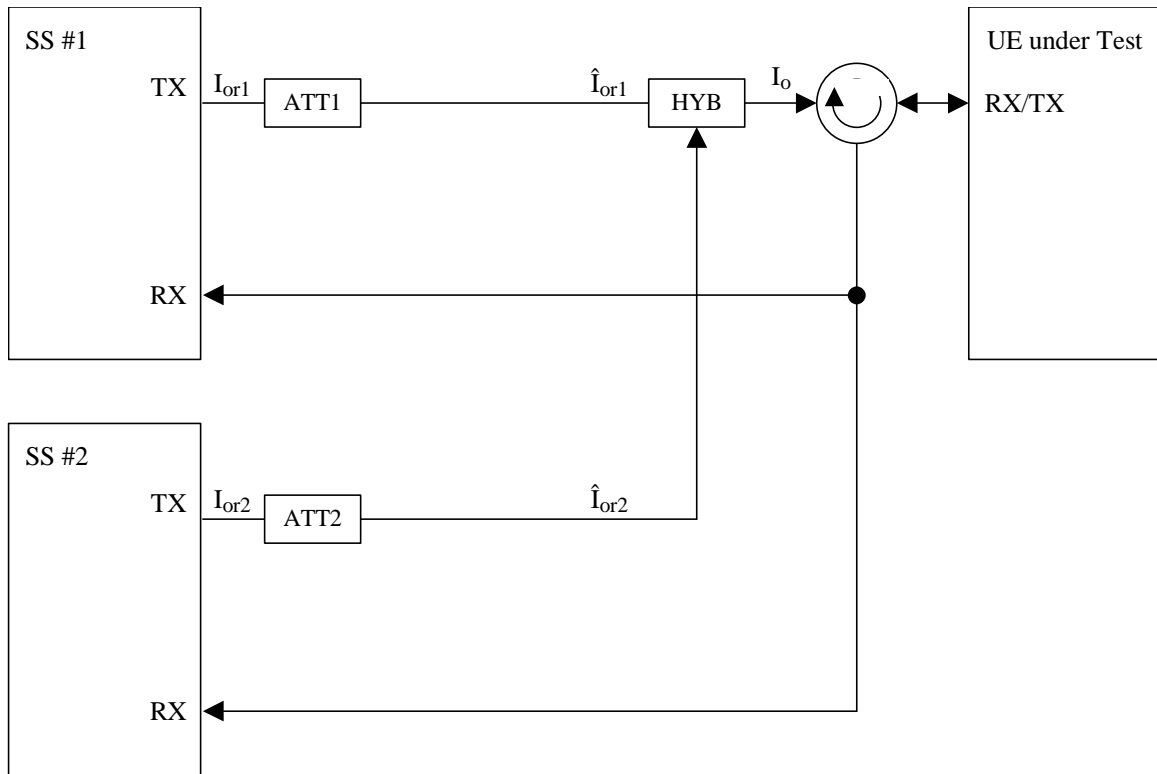 SS #1
UE under Test
TX
I_or1
ATT1
Î_or1
HYB
I_o
RX/TX
RX
SS #2
TX
I_or2
ATT2
Î_or2
RX